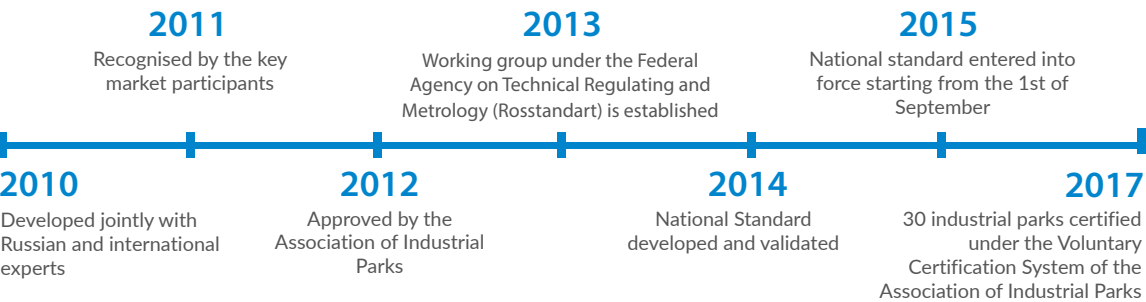 2011
Recognised by the key
market participants
2013
Working group under the Federal
Agency on Technical Regulating and
Metrology (Rosstandart) is established
2015
National standard entered into
force starting from the 1st of
September
2010
Developed jointly with
Russian and international
experts
2012
Approved by the
Association of Industrial
Parks
2014
National Standard
developed and validated
2017
30 industrial parks certified
under the Voluntary
Certification System of the
Association of Industrial Parks